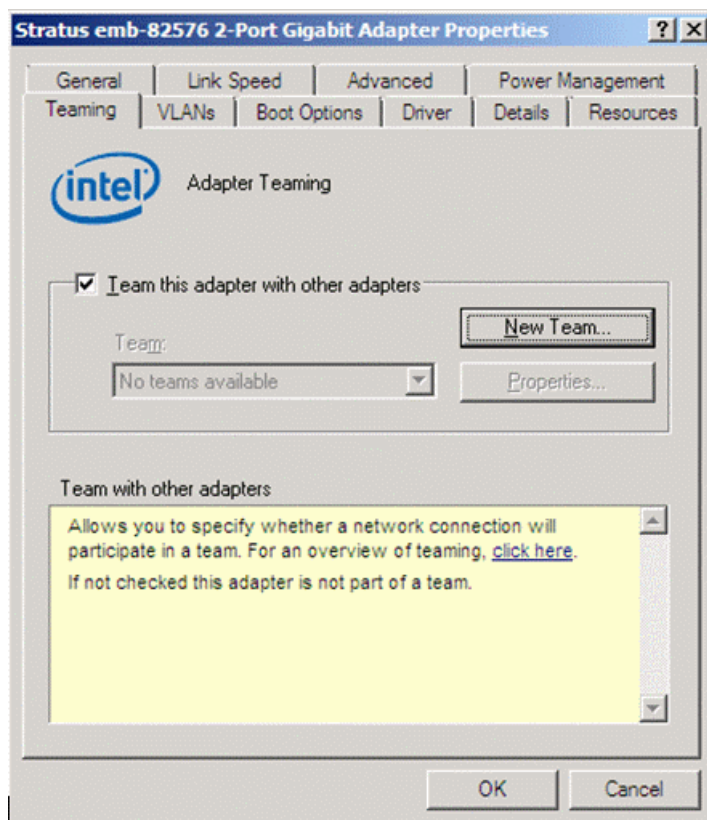 Stratus emb-82576 2-Port Gigabit Adapter Properties
General Link Speed Advanced Power Management
Teaming VLANs Boot Options Driver Details Resources
intel
Adapter Teaming
Team this adapter with other adapters
New Team...
Team:
No teams available
Properties...
Team with other adapters
Allows you to specify whether a network connection will
participate in a team. For an overview of teaming, click here.
If not checked this adapter is not part of a team.
OK Cancel